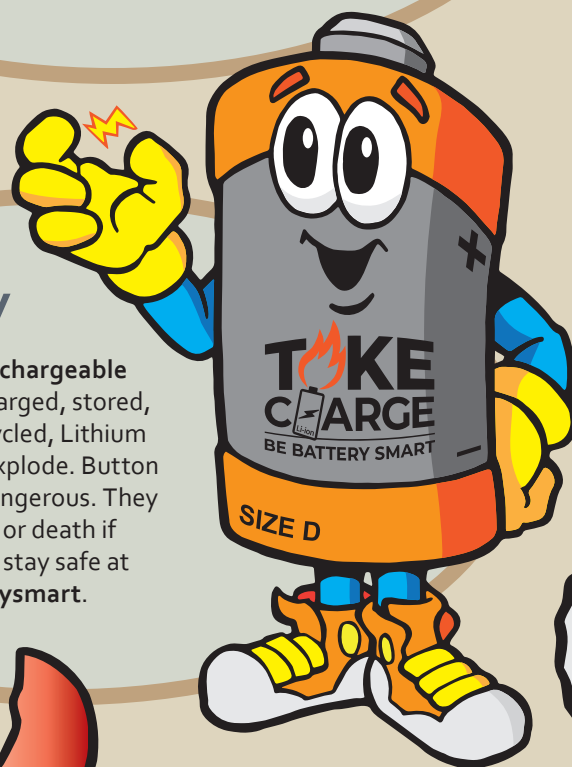 y
chargeable
arged, stored,
ycled, Lithium
xplode. Button
ngerous. They
or death if
stay safe at
ysmart.
+
TAKE
CHARGE
Li-ion
BE BATTERY SMART
–
SIZE D